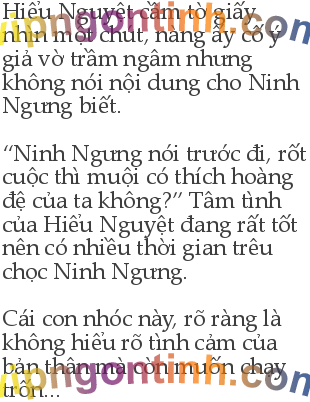 Hiểu Nguyệt cầm tờ giấy
nhìn một chút, nàng ấy cố ý
giả vờ trầm ngâm nhưng
không nói nội dung cho Ninh
Ngưng biết.
“Ninh Ngưng nói trước đi, rốt
cuộc thì muội có thích hoàng
đệ của ta không?” Tâm tình
của Hiểu Nguyệt đang rất tốt
nên có nhiều thời gian trêu
chọc Ninh Ngưng.
Cái con nhóc này, rõ ràng là
không hiểu rõ tình cảm của
bản thân mà còn muốn chạy
trốn...
vipngontinh.com
vipngontinh.com